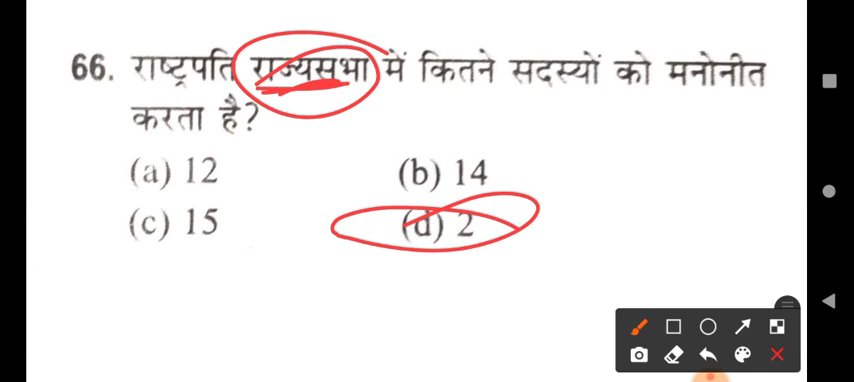 66. राष्ट्रपति राज्यसभा में कितने सदस्यों को मनोनीत
करता है?
(a) 12 (b) 14
(c) 15 (d) 2